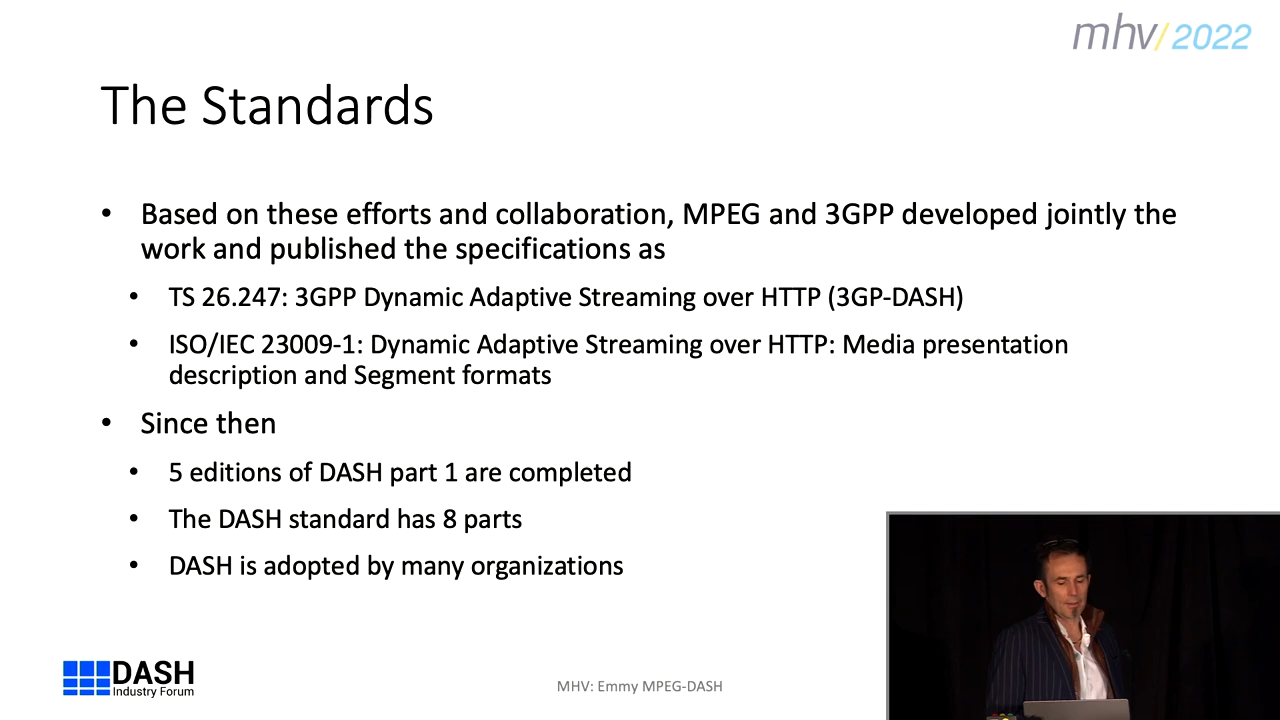 mhv/2022
The Standards
• Based on these efforts and collaboration, MPEG and 3GPP developed jointly the
work and published the specifications as
• TS 26.247: 3GPP Dynamic Adaptive Streaming over HTTP (3GP-DASH)
• ISO/IEC 23009-1: Dynamic Adaptive Streaming over HTTP: Media presentation
description and Segment formats
• Since then
• 5 editions of DASH part 1 are completed
• The DASH standard has 8 parts
• DASH is adopted by many organizations
DASH
Industry Forum
MHV: Emmy MPEG-DASH